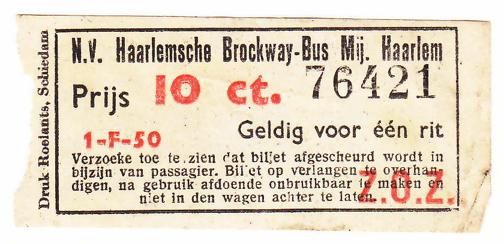 N.V. Haarlemsche Brockway-Bus Mij. Haarlem
Prijs 10 ct. 76421
1-F-50 Geldig voor één rit
Verzoeke toe te zien dat biljet afgescheurd wordt in
bijzijn van passagier. Biljet op verlangen te overhan-
digen, na gebruik afdoende onbruikbaar te maken en
niet in den wagen achter te laten.
Z.O.Z.
Druk Roelants, Schiedam